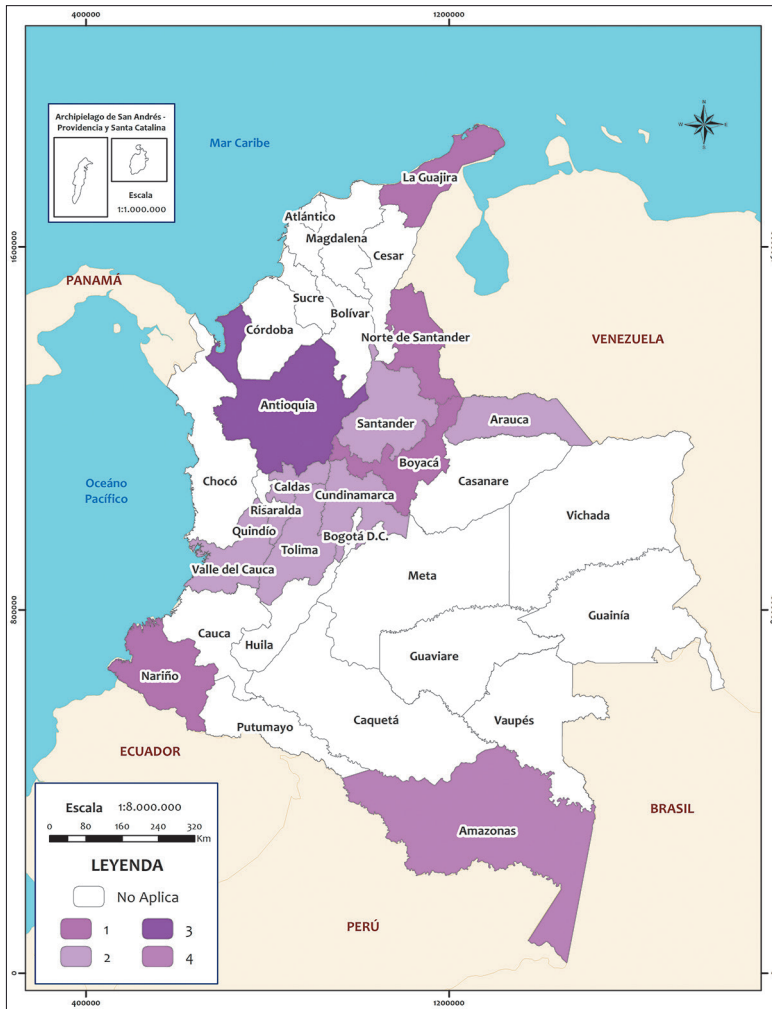 400000
1200000
Archipielago de San Andrés -
Providencia y Santa Catalina
Escala
1:1.000.000
Mar Caribe
N
W
E
S
La Guajira
Atlántico
Magdalena
Cesar
1600000
PANAMÁ
Sucre
Bolívar
Córdoba
Norte de Santander
VENEZUELA
Antioquia
Santander
Arauca
Boyacá
Chocó
Casanare
Oceáno
Pacífico
Caldas
Cundinamarca
Risaralda
Vichada
Quindío
Bogotá D.C.
Tolima
Valle del Cauca
Meta
800000
Guainía
Cauca
Huila
Guaviare
Nariño
Caquetá
Vaupés
Putumayo
ECUADOR
Amazonas
BRASIL
PERÚ
Escala 1:8.000.000
0 80 160 240 320
Km
LEYENDA
No Aplica
1 3
2 4
0
400000
1200000